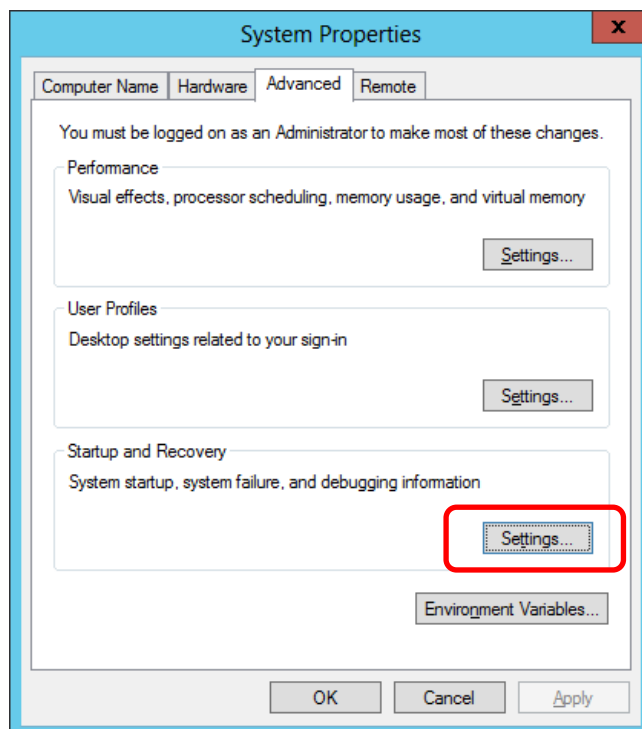 System Properties
x
Computer Name Hardware Advanced Remote
You must be logged on as an Administrator to make most of these changes.
Performance
Visual effects, processor scheduling, memory usage, and virtual memory
Settings...
User Profiles
Desktop settings related to your sign-in
Settings...
Startup and Recovery
System startup, system failure, and debugging information
Settings...
Environment Variables...
OK Cancel Apply